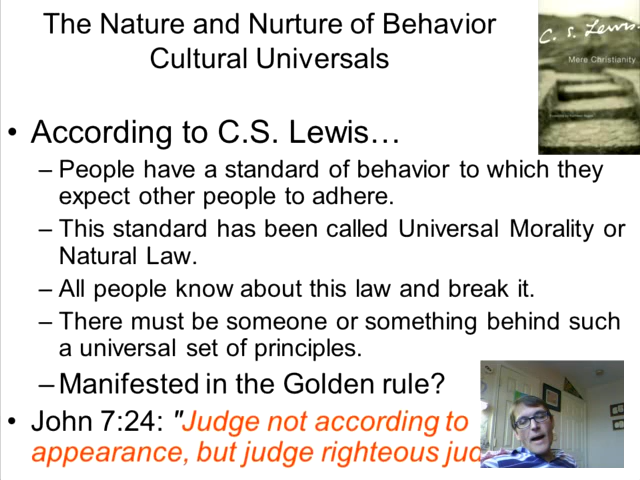 The Nature and Nurture of Behavior
Cultural Universals
C. S. Lewis
Mere Christianity
• According to C.S. Lewis…
– People have a standard of behavior to which they
expect other people to adhere.
– This standard has been called Universal Morality or
Natural Law.
– All people know about this law and break it.
– There must be someone or something behind such
a universal set of principles.
– Manifested in the Golden rule?
• John 7:24: "Judge not according to
appearance, but judge righteous jud